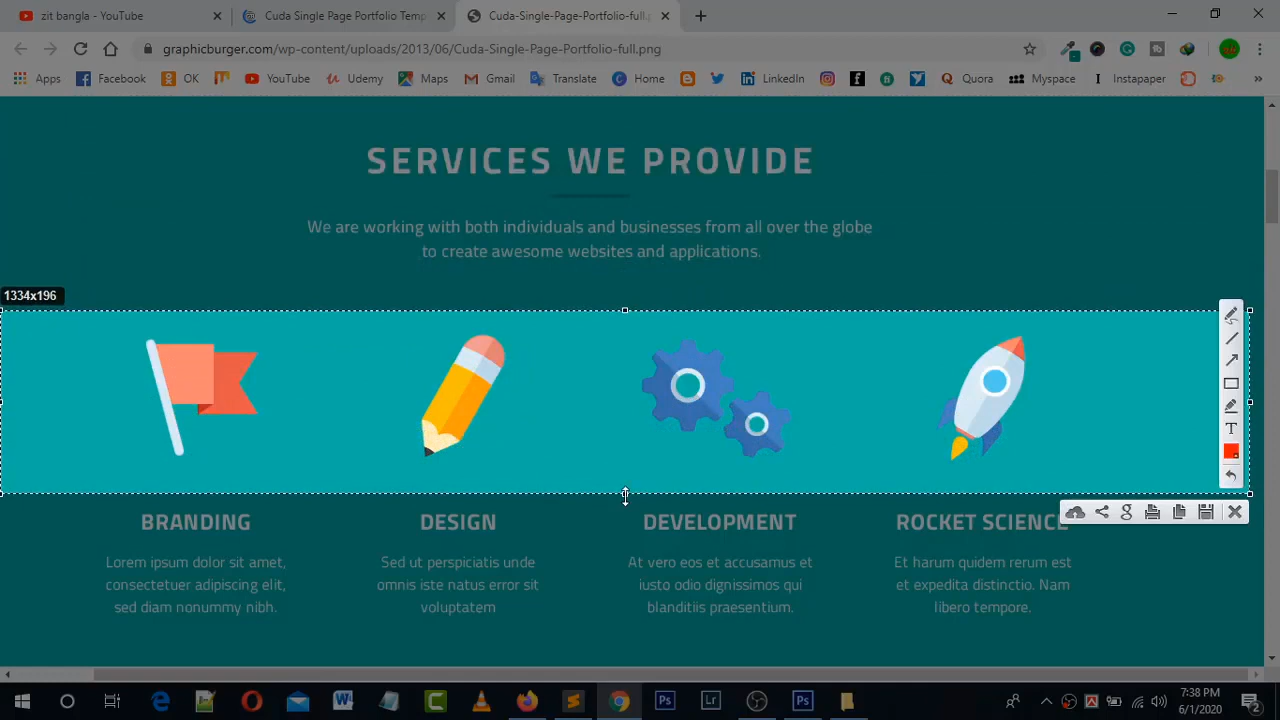 zit bangla - YouTube
Cuda Single Page Portfolio Temp
Cuda-Single-Page-Portfolio-full.pn
graphicburger.com/wp-content/uploads/2013/06/Cuda-Single-Page-Portfolio-full.png
Apps Facebook OK YouTube Udemy Maps Gmail Translate Home LinkedIn Quora Myspace Instapaper
SERVICES WE PROVIDE
We are working with both individuals and businesses from all over the globe
to create awesome websites and applications.
1334x196
BRANDING
Lorem ipsum dolor sit amet,
consectetuer adipiscing elit,
sed diam nonummy nibh.
DESIGN
Sed ut perspiciatis unde
omnis iste natus error sit
voluptatem
DEVELOPMENT
At vero eos et accusamus et
iusto odio dignissimos qui
blanditiis praesentium.
ROCKET SCIENCE
Et harum quidem rerum est
et expedita distinctio. Nam
libero tempore.
7:38 PM
6/1/2020